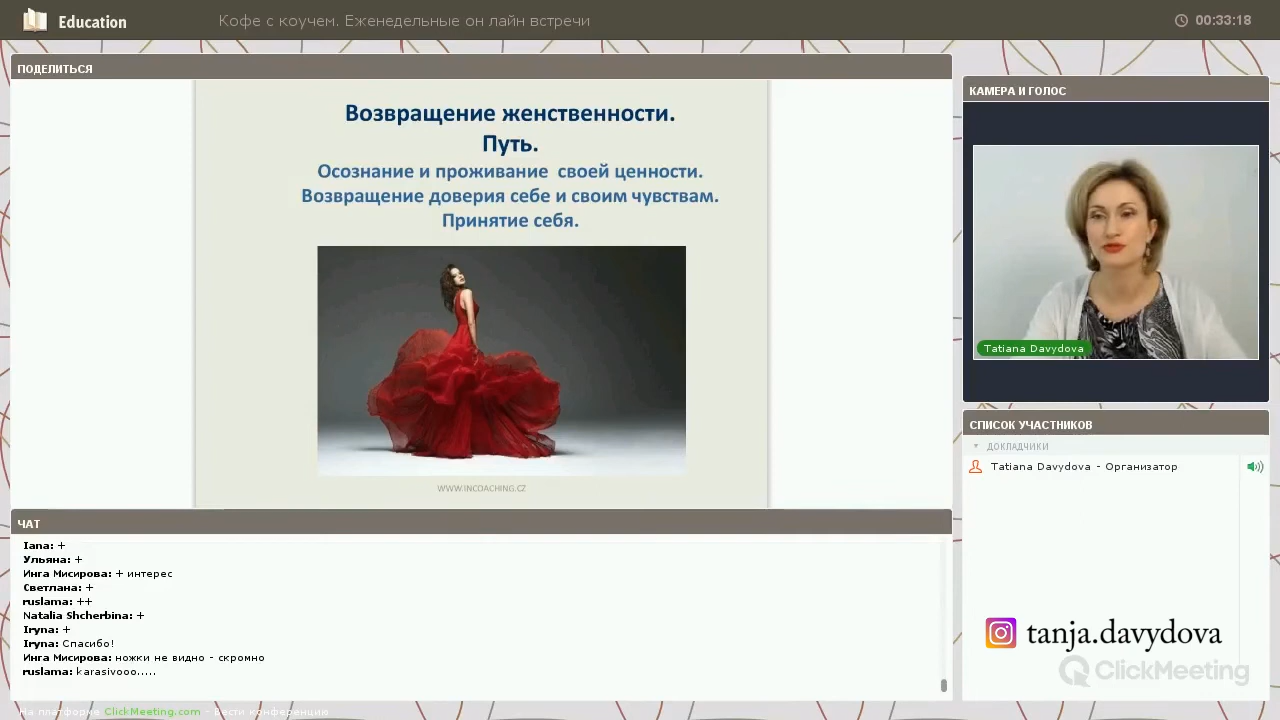 Education
Кофе с коучем. Еженедельные он лайн встречи
00:33:18
ПОДЕЛИТЬСЯ
Возвращение женственности.
Путь.
Осознание и проживание своей ценности.
Возвращение доверия себе и своим чувствам.
Принятие себя.
WWW.INCOACHING.CZ
ЧАТ
Iana: +
Ульяна: +
Инга Мисирова: + интерес
Светлана: +
ruslama: ++
Natalia Shcherbina: +
Iryna: +
Iryna: Спасибо!
Инга Мисирова: ножки не видно - скромно
ruslama: karasivooo.....
На платформе ClickMeeting.com - Вести конференцию
КАМЕРА И ГОЛОС
Tatiana Davydova
СПИСОК УЧАСТНИКОВ
ДОКЛАДЧИКИ
Tatiana Davydova - Организатор
tanja.davydova
ClickMeeting